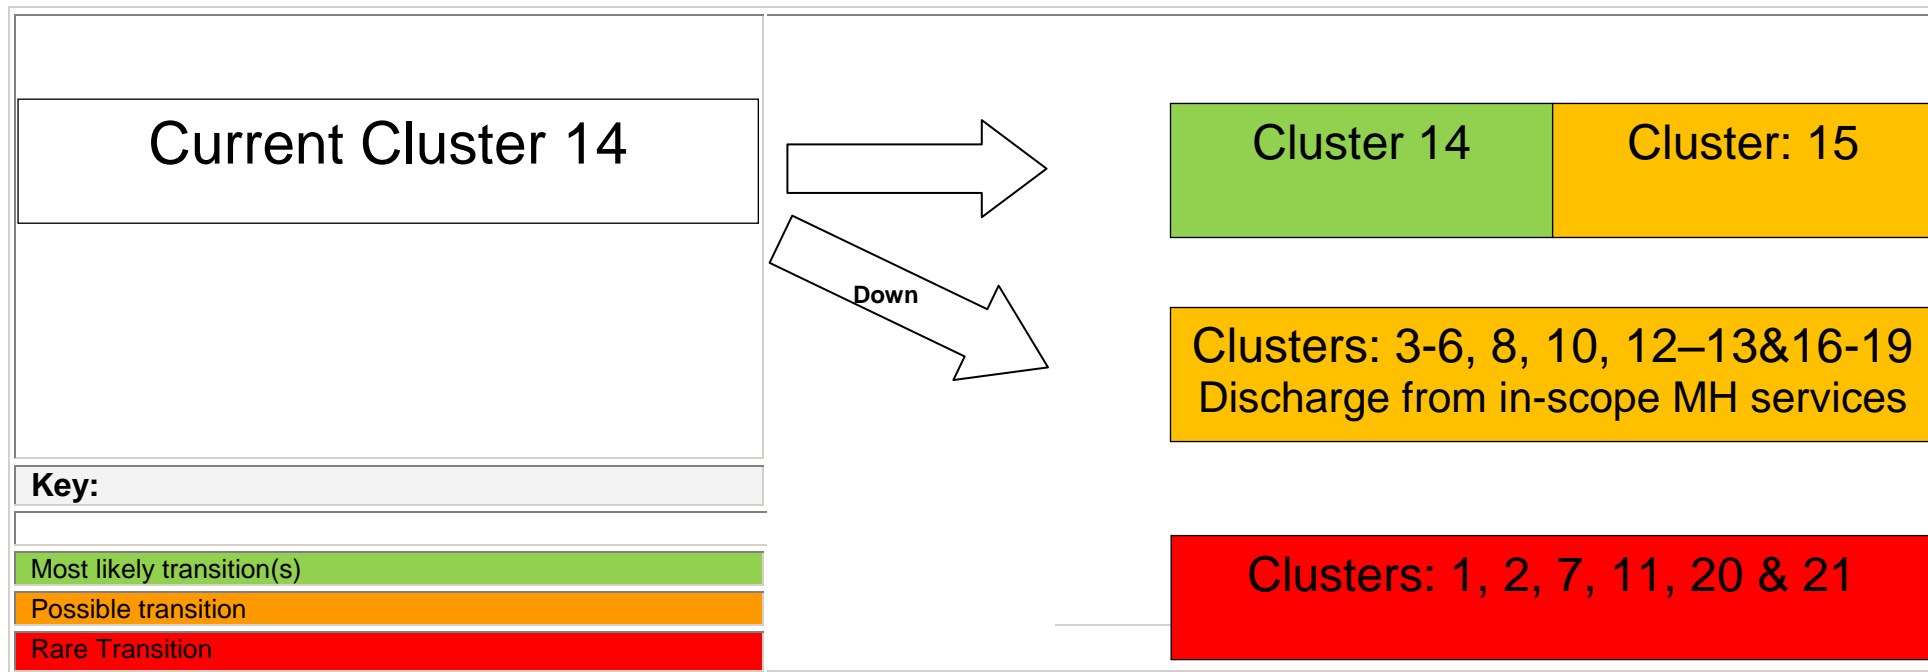 Current Cluster 14
Cluster 14
Cluster: 15
Down
Clusters: 3-6, 8, 10, 12–13&16-19
Discharge from in-scope MH services
Key:
Most likely transition(s)
Possible transition
Rare Transition
Clusters: 1, 2, 7, 11, 20 & 21